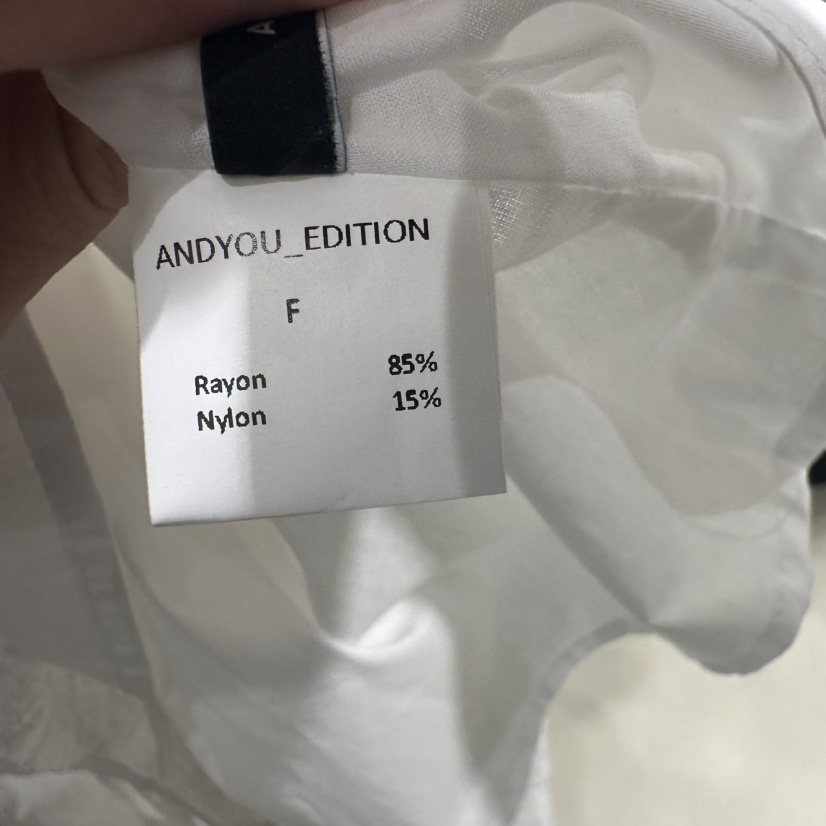 ANDYOU_EDITION
F
Rayon 85%
Nylon 15%